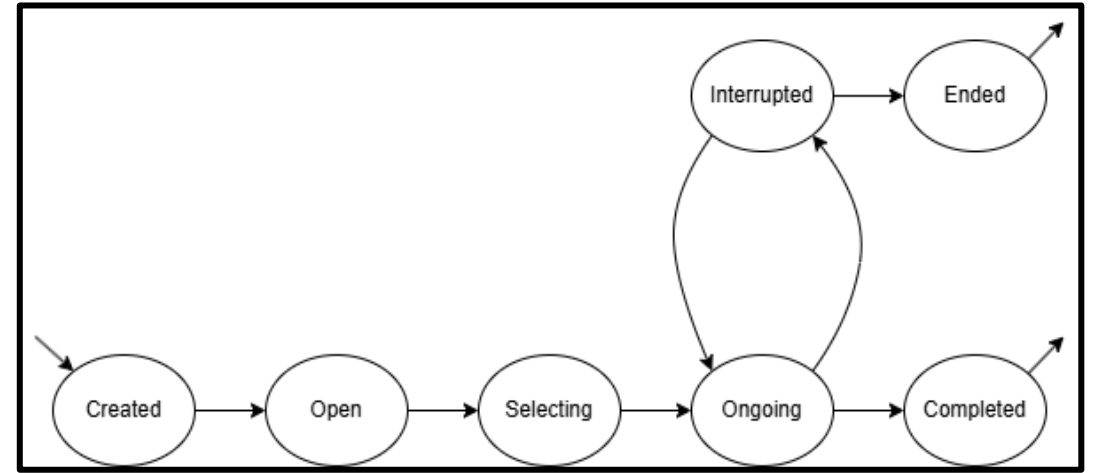 Interrupted
Ended
Created
Open
Selecting
Ongoing
Completed